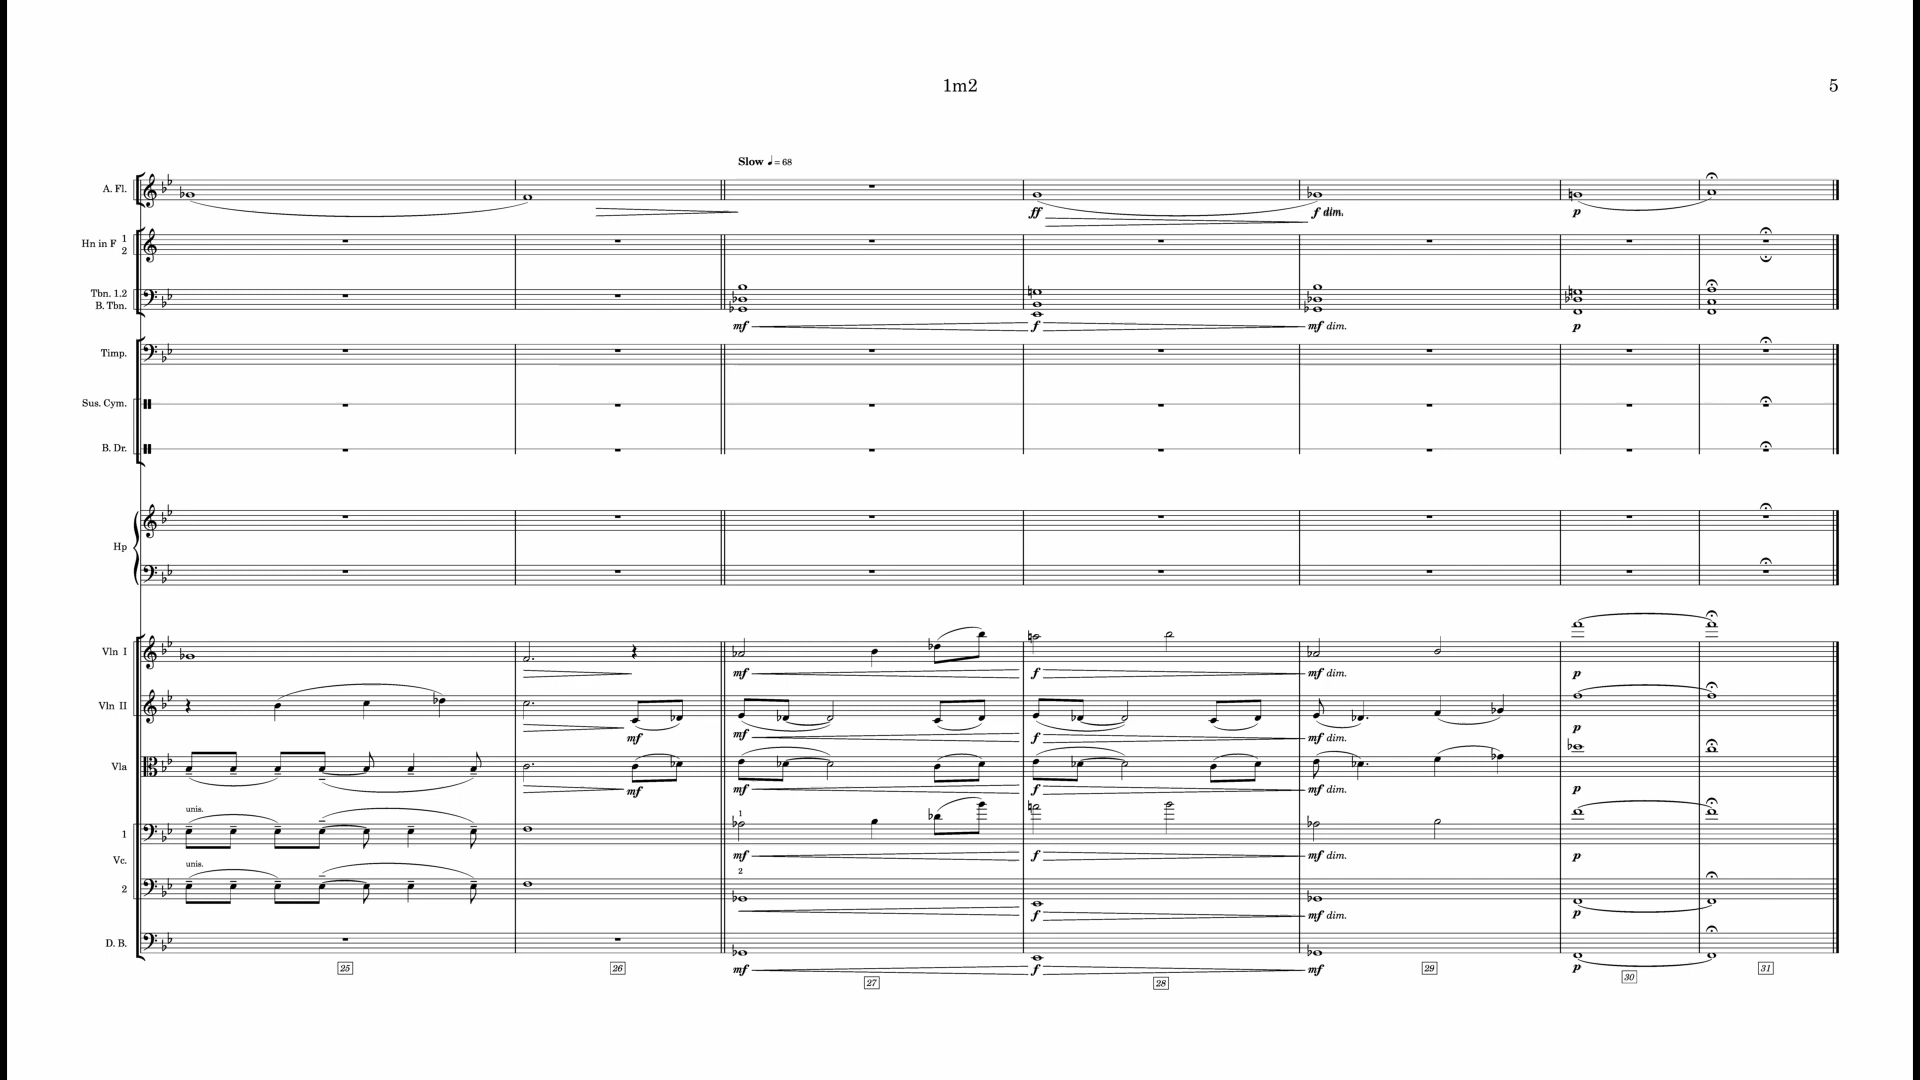 1m2
5
Slow ♩= 68
A. Fl.
ff
f dim.
p
Hn in F 1
2
Tbn. 1.2
B. Tbn.
mf
f
mf dim.
p
Timp.
Sus. Cym.
B. Dr.
Hp
Vln I
mf
f
mf dim.
p
Vln II
mf
mf
f
mf dim.
p
Vla
mf
mf
f
mf dim.
p
unis.
1
1
mf
f
mf dim.
p
Vc.
unis.
2
2
f
mf dim.
p
D. B.
mf
f
mf
p
25
26
27
28
29
30
31